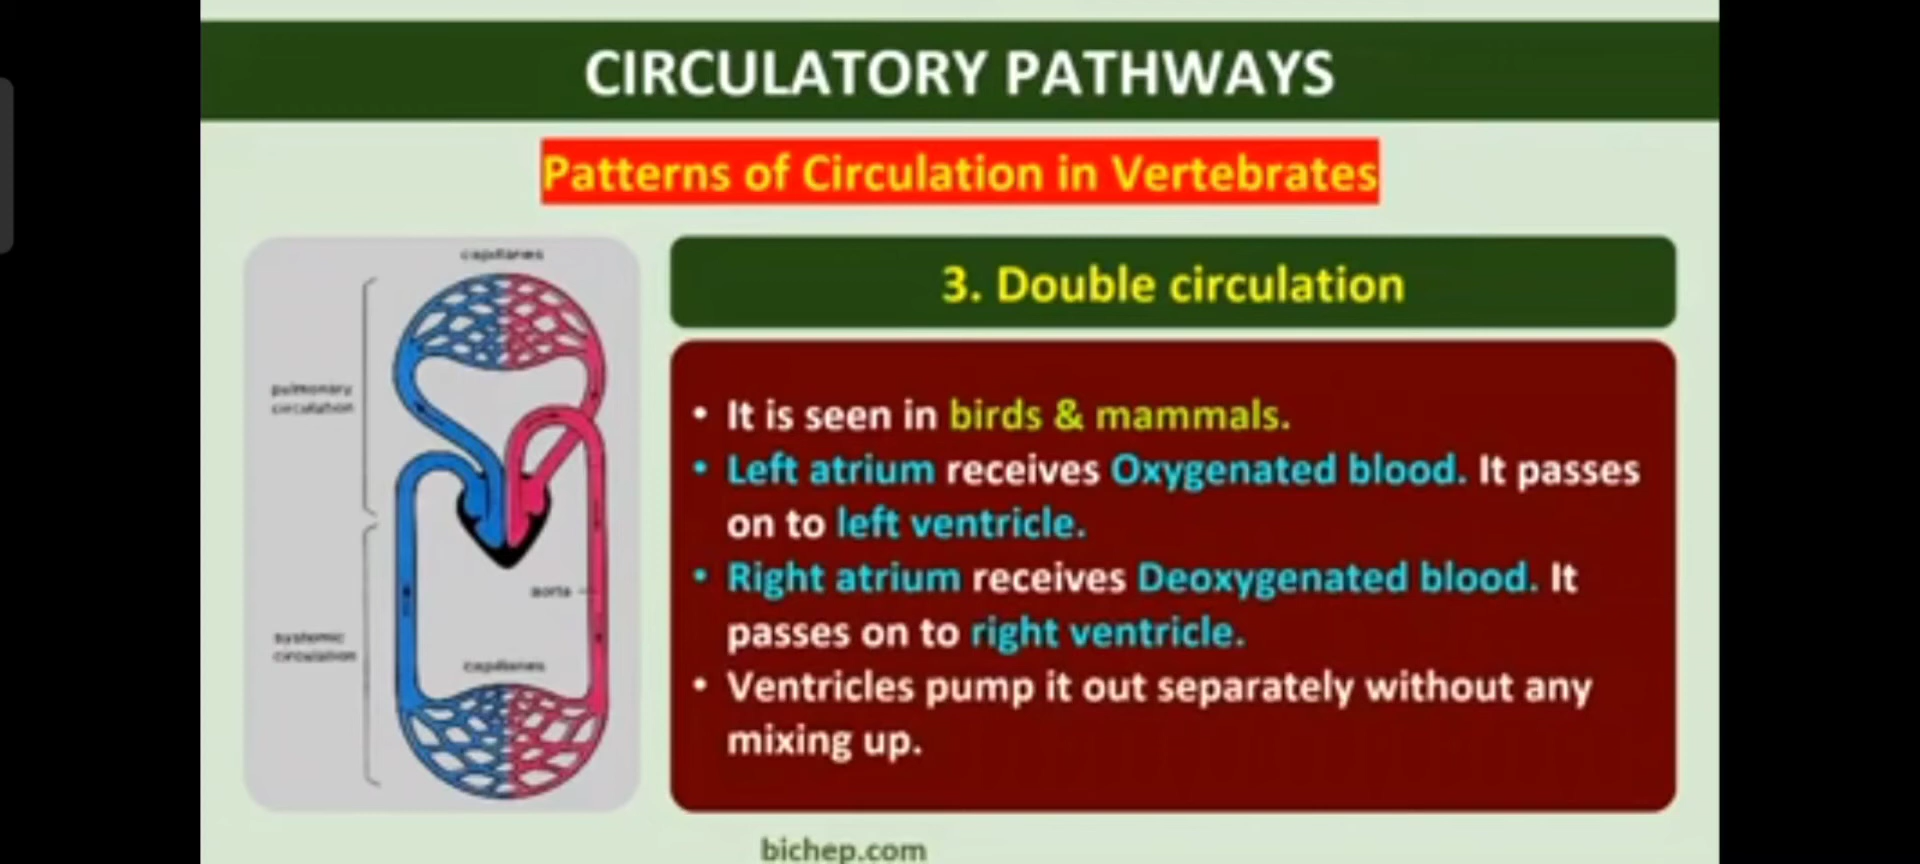 CIRCULATORY PATHWAYS
Patterns of Circulation in Vertebrates
capillaries
pulmonary
circulation
aorta
systemic
circulation
capillaries
3. Double circulation
• It is seen in birds & mammals.
• Left atrium receives Oxygenated blood. It passes
on to left ventricle.
• Right atrium receives Deoxygenated blood. It
passes on to right ventricle.
• Ventricles pump it out separately without any
mixing up.
bichep.com